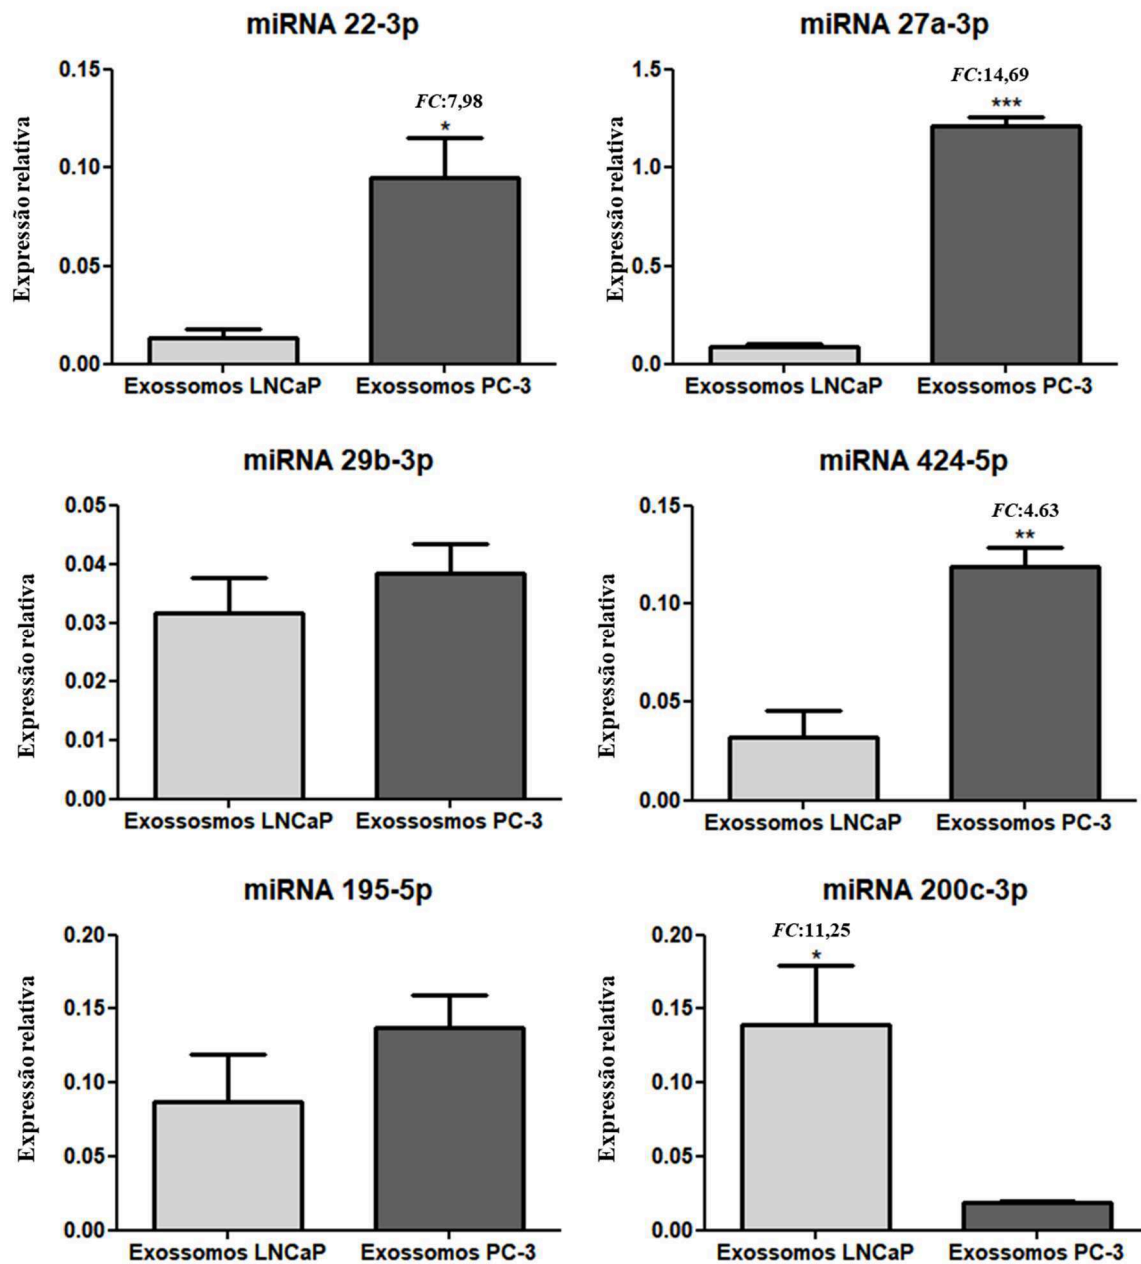 miRNA 22-3p
Expressão relativa
0.15
0.10
0.05
0.00
FC:7,98
*
Exossomos LNCaP
Exossomos PC-3
miRNA 27a-3p
Expressão relativa
1.5
1.0
0.5
0.0
FC:14,69
***
Exossomos LNCaP
Exossomos PC-3
miRNA 29b-3p
Expressão relativa
0.05
0.04
0.03
0.02
0.01
0.00
Exossosmos LNCaP
Exossosmos PC-3
miRNA 424-5p
Expressão relativa
0.15
0.10
0.05
0.00
FC:4.63
**
Exossomos LNCaP
Exossomos PC-3
miRNA 195-5p
Expressão relativa
0.20
0.15
0.10
0.05
0.00
Exossomos LNCaP
Exossomos PC-3
miRNA 200c-3p
Expressão relativa
0.20
0.15
0.10
0.05
0.00
FC:11,25
*
Exossomos LNCaP
Exossomos PC-3